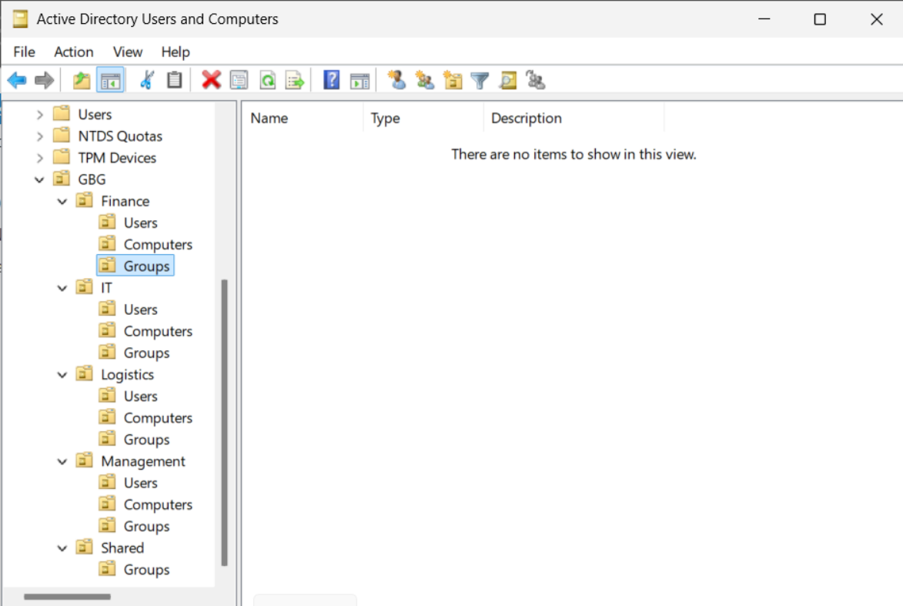 Active Directory Users and Computers
File Action View Help
Users
NTDS Quotas
TPM Devices
GBG
Finance
Users
Computers
Groups
IT
Users
Computers
Groups
Logistics
Users
Computers
Groups
Management
Users
Computers
Groups
Shared
Groups
Name Type Description
There are no items to show in this view.